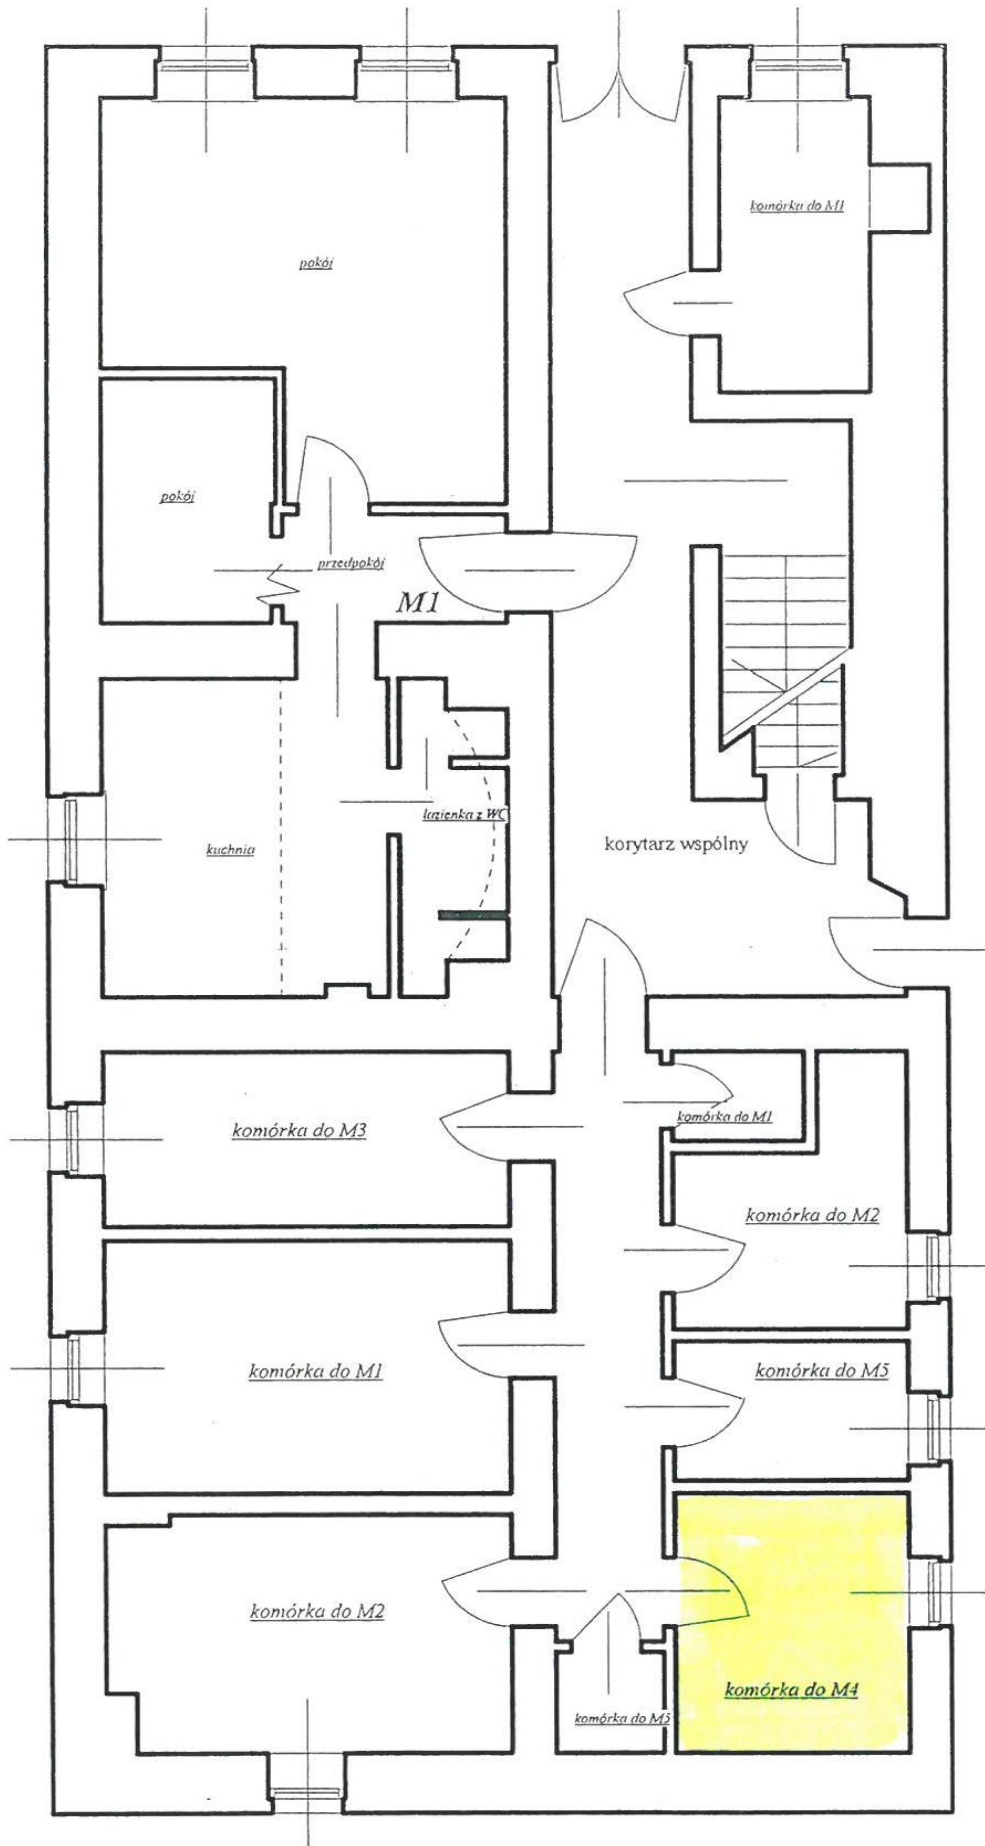 komórka do M1
pokój
pokój
przedpokój
M1
łazienka z WC
kuchnia
korytarz wspólny
komórka do M3
komórka do M1
komórka do M2
komórka do M1
komórka do M5
komórka do M2
komórka do M4
komórka do M5